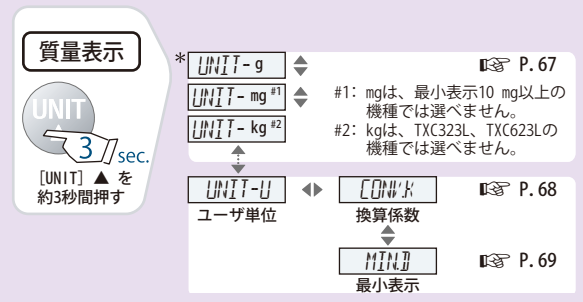 質量表示
UNIT
3 sec.
[UNIT] ▲ を
約3秒間押す
*UNIT-g ☞ P.67
UNIT-mg #1
UNIT-kg #2
#1: mgは、最小表示10 mg以上の
機種では選べません。
#2: kgは、TXC323L、TXC623Lの
機種では選べません。
UNIT-U CONV.K ☞ P.68
ユーザ単位 換算係数
MIN.D ☞ P.69
最小表示